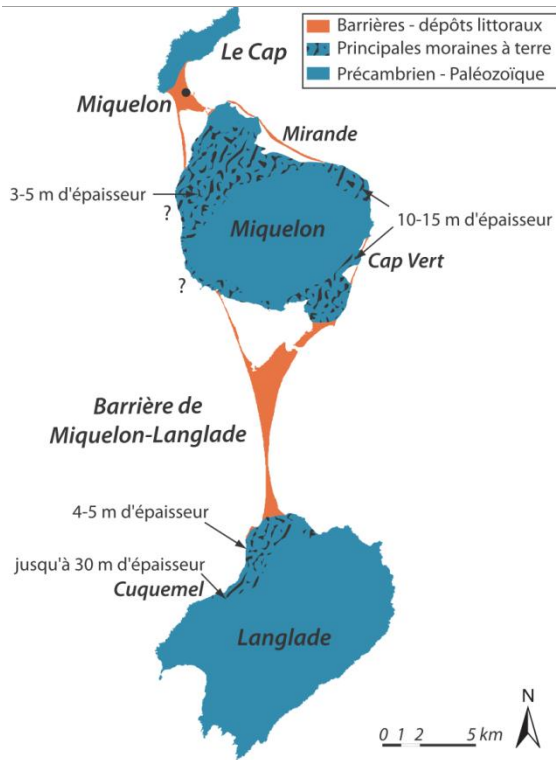 Barrières - dépôts littoraux
Principales moraines à terre
Précambrien - Paléozoïque
Le Cap
Miquelon
Mirande
3-5 m d'épaisseur
?
Miquelon
10-15 m d'épaisseur
Cap Vert
?
Barrière de
Miquelon-Langlade
4-5 m d'épaisseur
jusqu'à 30 m d'épaisseur
Cuquemel
Langlade
N
0 1 2 5 km